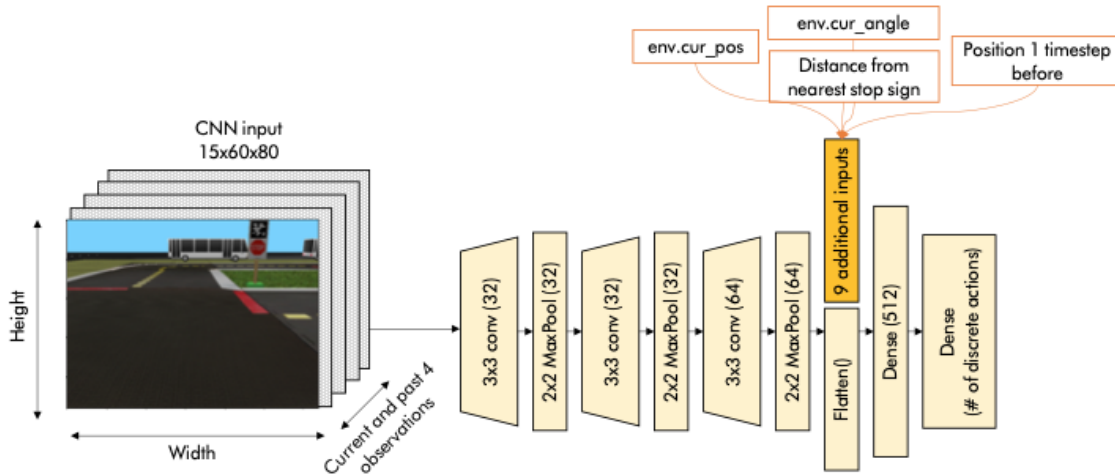 env.cur_pos
env.cur_angle
Distance from
nearest stop sign
Position 1 timestep
before
CNN input
15x60x80
Height
Width
Current and past 4
observations
3x3 conv (32)
2x2 MaxPool (32)
3x3 conv (32)
2x2 MaxPool (32)
3x3 conv (64)
2x2 MaxPool (64)
9 additional inputs
Flatten()
Dense (512)
Dense
(# of discrete actions)